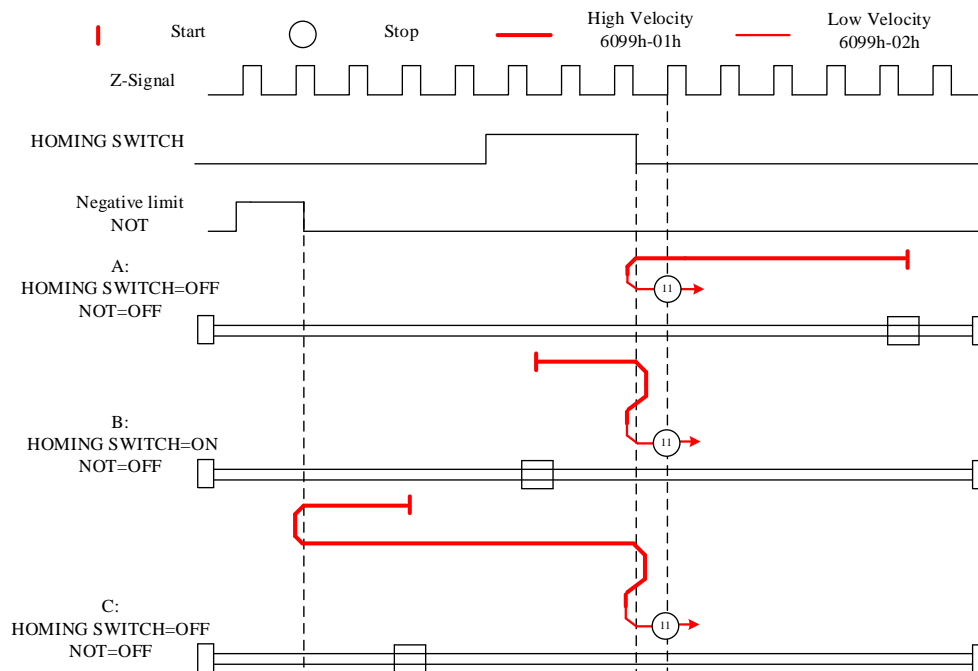 Start
Stop
High Velocity
6099h-01h
Low Velocity
6099h-02h
Z-Signal
HOMING SWITCH
Negative limit
NOT
A:
HOMING SWITCH=OFF
NOT=OFF
11
B:
HOMING SWITCH=ON
NOT=OFF
11
C:
HOMING SWITCH=OFF
NOT=OFF
11